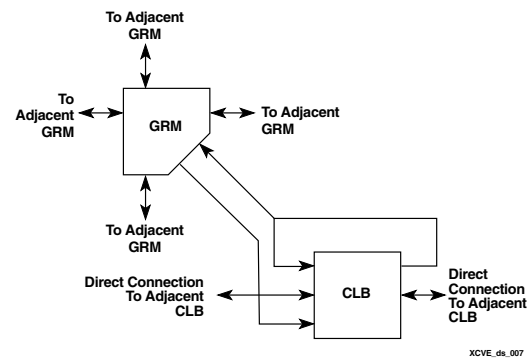 To Adjacent
GRM
To
Adjacent
GRM
GRM
To Adjacent
GRM
To Adjacent
GRM
Direct Connection
To Adjacent
CLB
CLB
Direct
Connection
To Adjacent
CLB
XCVE_ds_007